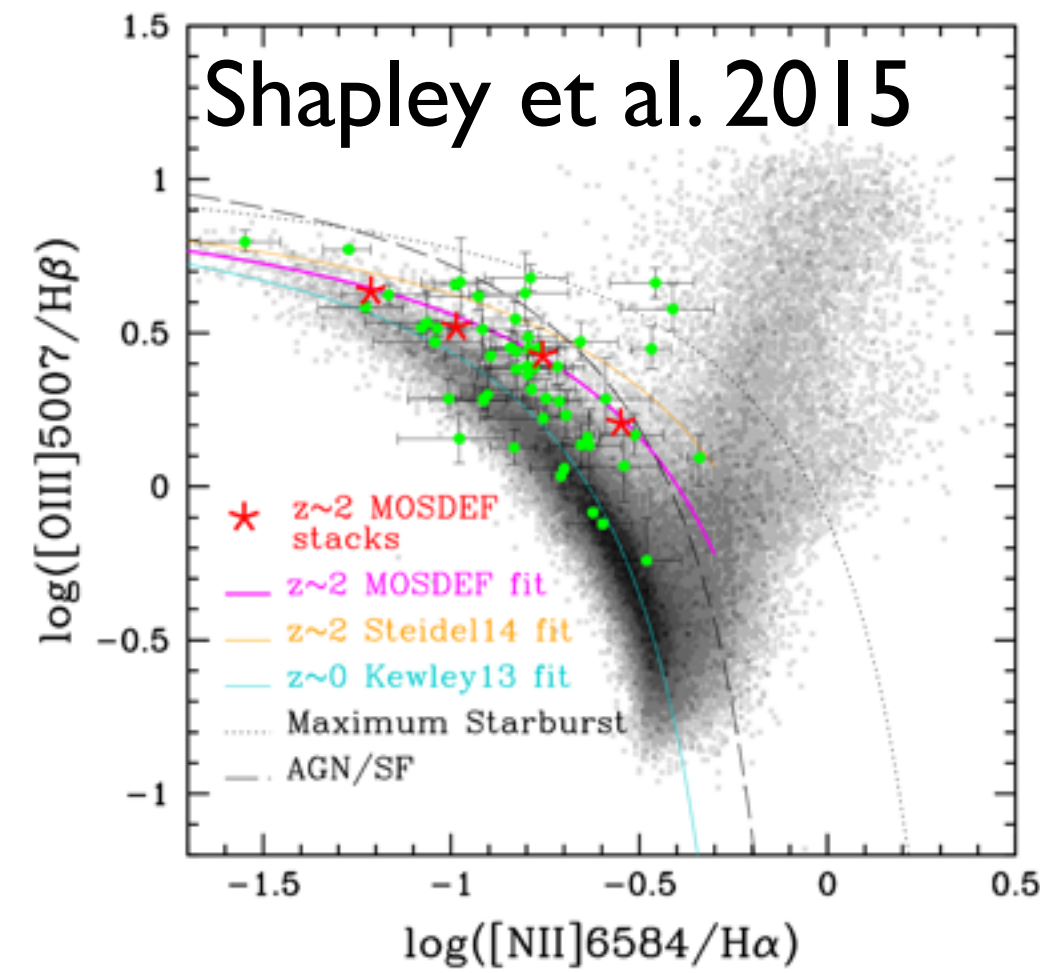 Shapley et al. 2015
1.5
1
0.5
0
−0.5
−1
log([OIII]5007/Hβ)
z~2 MOSDEF
stacks
z~2 MOSDEF fit
z~2 Steidel14 fit
z~0 Kewley13 fit
Maximum Starburst
AGN/SF
−1.5
−1
−0.5
0
0.5
log([NII]6584/Hα)